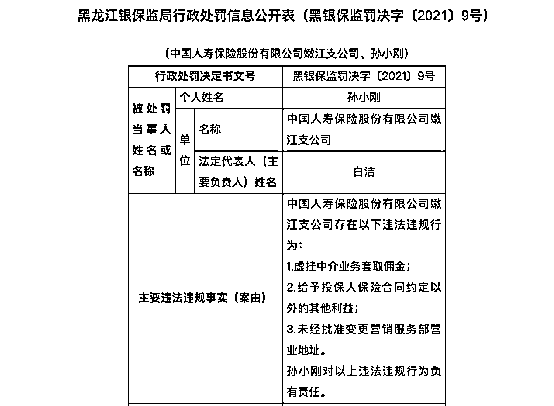 黑龙江银保监局行政处罚信息公开表（黑银保监罚决字〔2021〕9号）
（中国人寿保险股份有限公司嫩江支公司、孙小刚）
行政处罚决定书文号
黑银保监罚决字〔2021〕9号
被处罚
当事人
姓名或
名称
个人姓名
孙小刚
单
位
名称
中国人寿保险股份有限公司嫩
江支公司
法定代表人（主
要负责人）姓名
白洁
主要违法违规事实（案由）
中国人寿保险股份有限公司嫩
江支公司存在以下违法违规行
为：
1.虚挂中介业务套取佣金；
2.给予投保人保险合同约定以
外的其他利益；
3.未经批准变更营销服务部营
业地址。
孙小刚对以上违法违规行为负
有责任。